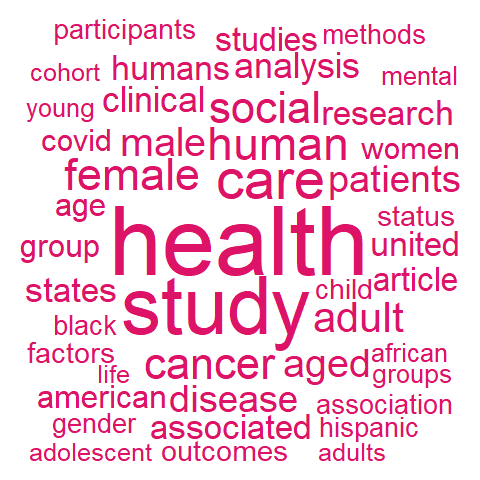 participants
studies methods
cohort humans analysis mental
young clinical social research
covid male human women
female care patients
age health status
group united
states study child article
black adult
factors cancer aged african
life groups
american disease association
gender associated hispanic
adolescent outcomes adults